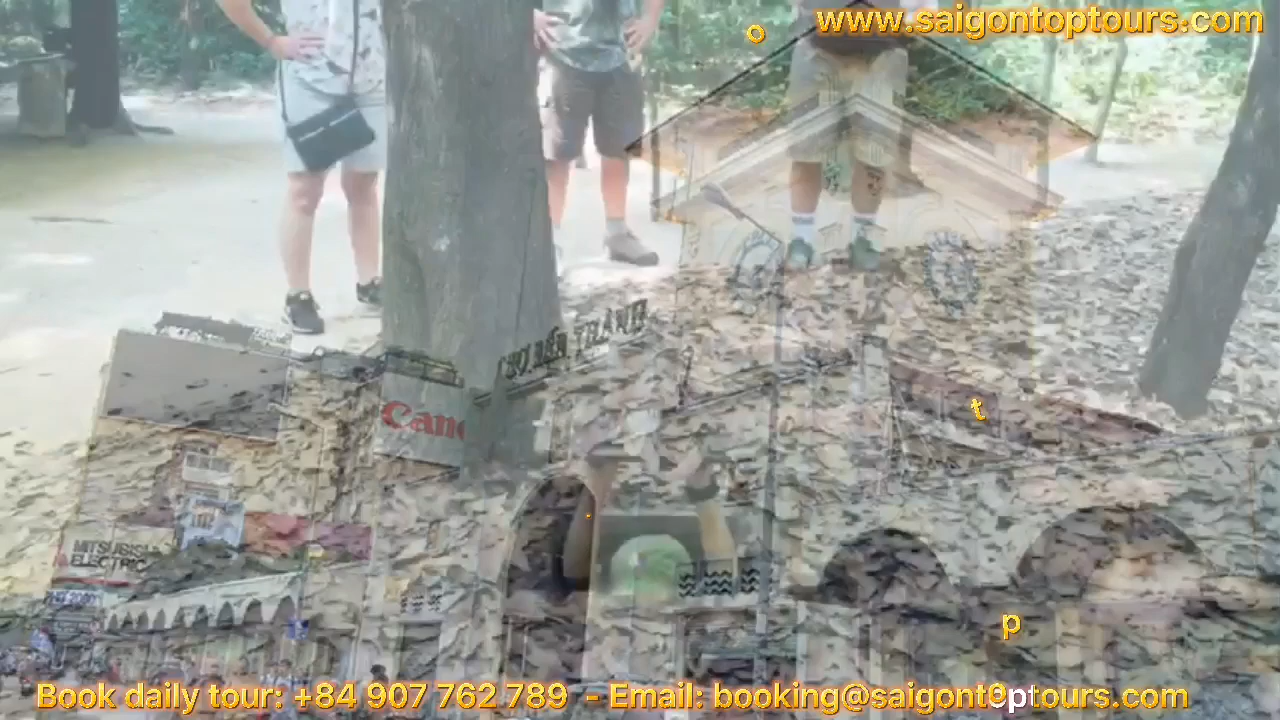 www.saigontoptours.com
o
CHỢ BẾN THÀNH
Cano
t
MITSUBISHI
ELECTRIC
p
Book daily tour: +84 907 762 789 - Email: booking@saigontoptours.com